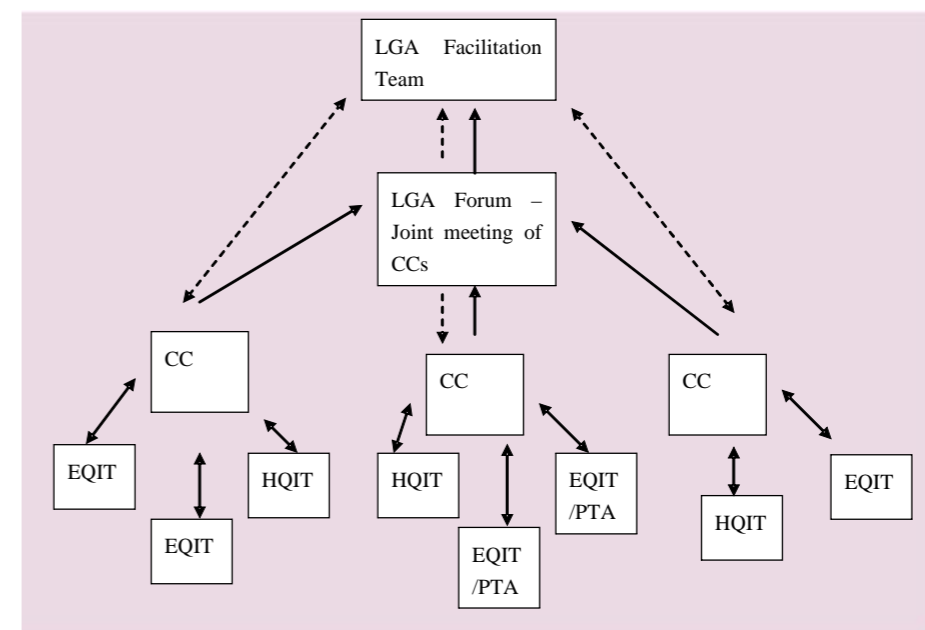 LGA Facilitation
Team
LGA Forum –
Joint meeting of
CCs
CC
CC
CC
EQIT
EQIT
HQIT
HQIT
EQIT
/PTA
EQIT
/PTA
HQIT
EQIT